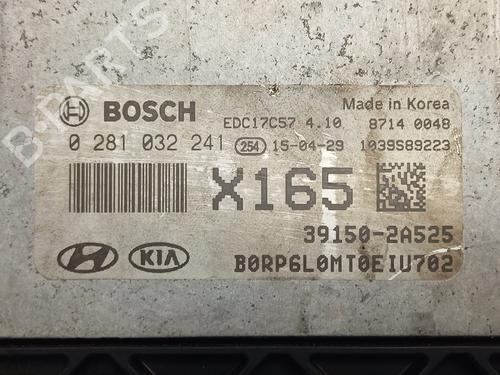 B-PARTS
BOSCH
EDC17C57 4.10
Made in Korea
8714 0048
0 281 032 241
254
15-04-29
1039S89223
X165
39150-2A525
KIA
B0RP6L0MT0EIU702